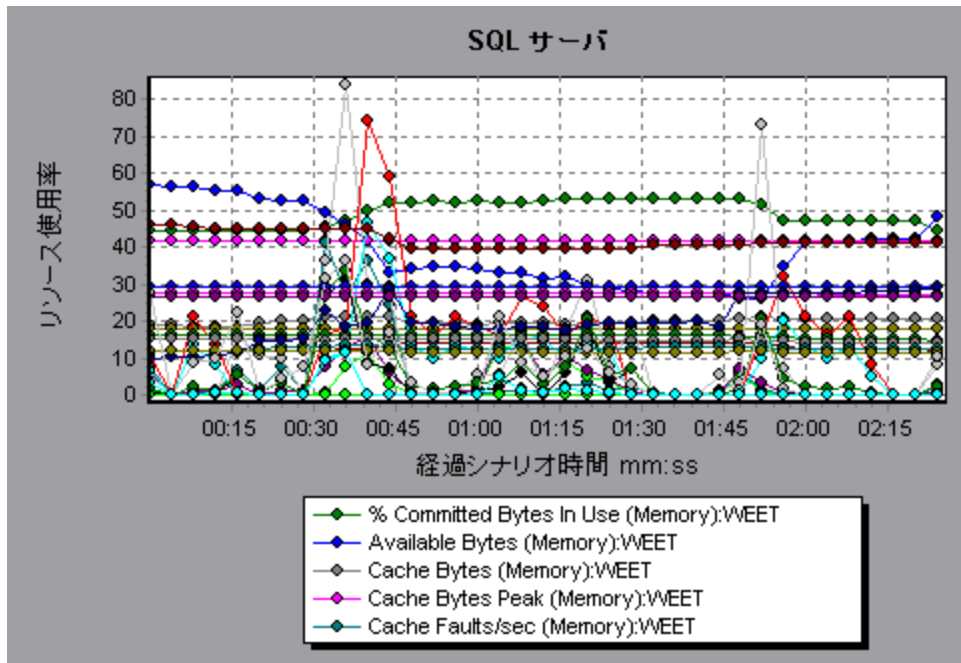 SQL サーバ
80
70
60
50
40
30
20
10
0
リソース使用率
00:15 00:30 00:45 01:00 01:15 01:30 01:45 02:00 02:15
経過シナリオ時間 mm:ss
% Committed Bytes In Use (Memory):WEET
Available Bytes (Memory):WEET
Cache Bytes (Memory):WEET
Cache Bytes Peak (Memory):WEET
Cache Faults/sec (Memory):WEET